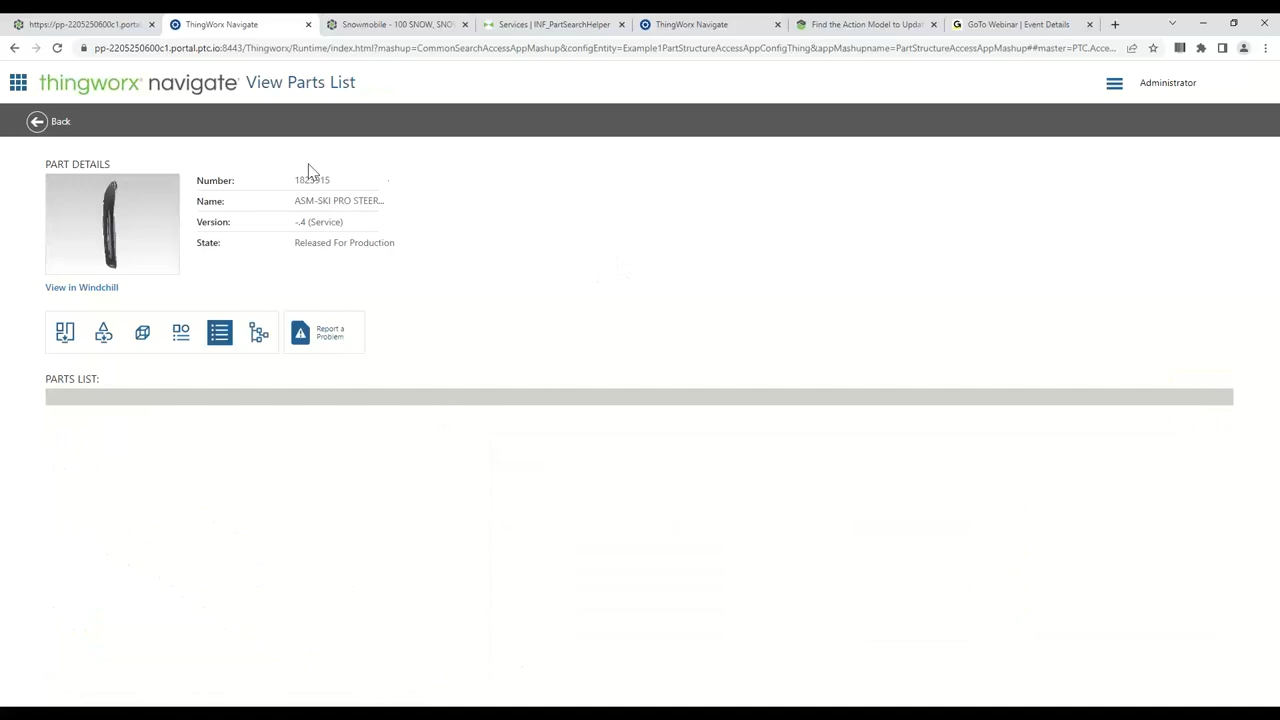 https://pp-2205250600c1.portal.
ThingWorx Navigate
Snowmobile - 100 SNOW, SNO
Services | INF_PartSearchHelper
ThingWorx Navigate
Find the Action Model to Updat
GoTo Webinar | Event Details
pp-2205250600c1.portal.ptc.io:8443/Thingworx/Runtime/index.html?mashup=CommonSearchAccessAppMashup&configEntity=Example1PartStructureAccessAppConfigThing&appMashupname=PartStructureAccessAppMashup##master=PTC.Acce...
thingworx navigate View Parts List
Administrator
Back
PART DETAILS
Number:
Name: ASM-SKI PRO STEER...
Version: -.4 (Service)
State: Released For Production
View in Windchill
Report a
Problem
PARTS LIST: